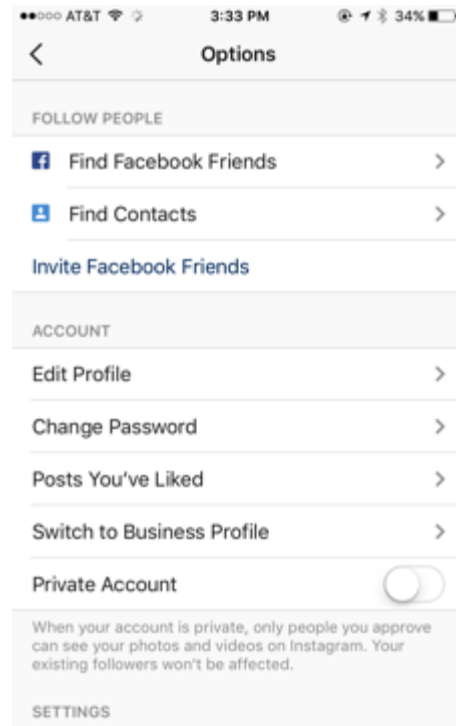 AT&T 3:33 PM 34%
Options
FOLLOW PEOPLE
Find Facebook Friends
Find Contacts
Invite Facebook Friends
ACCOUNT
Edit Profile
Change Password
Posts You've Liked
Switch to Business Profile
Private Account
When your account is private, only people you approve
can see your photos and videos on Instagram. Your
existing followers won't be affected.
SETTINGS